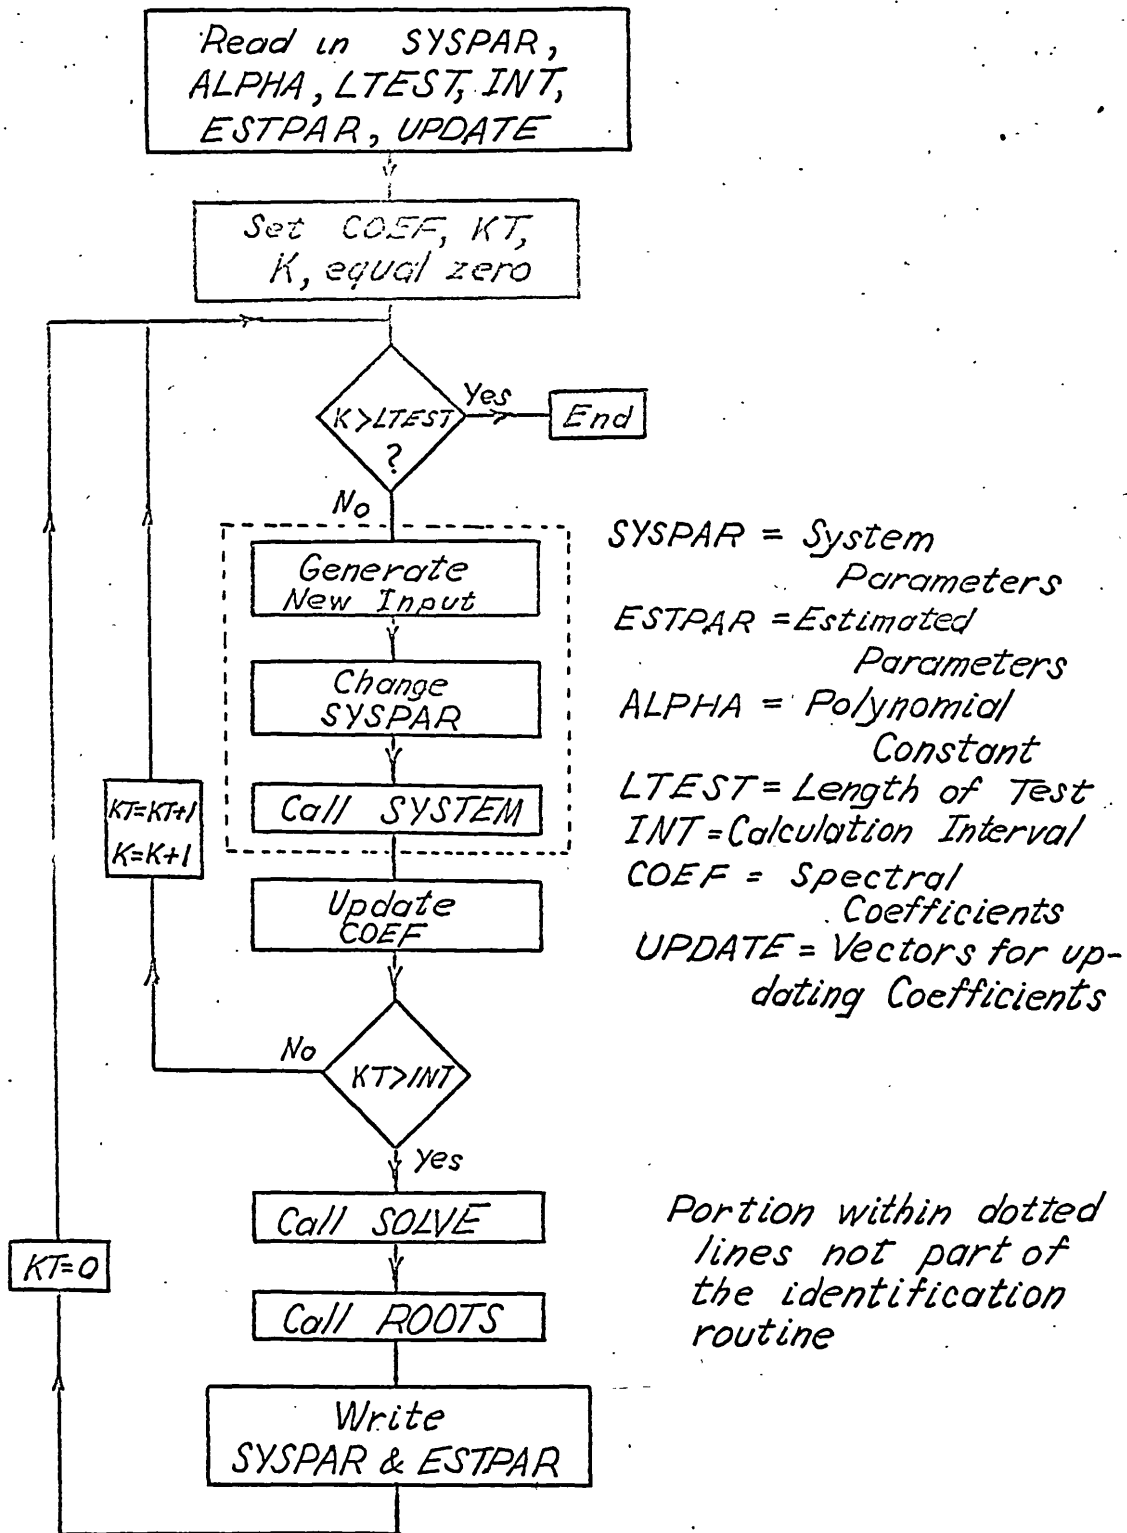 Read in SYSPAR,
ALPHA, LTEST, INT,
ESTPAR, UPDATE
Set COEF, KT,
K, equal zero
K>LTEST
?
Yes
End
No
Generate
New Input
Change
SYSPAR
Call SYSTEM
Update
COEF
KT=KT+1
K=K+1
No
KT>INT
Yes
Call SOLVE
Call ROOTS
Write
SYSPAR & ESTPAR
KT=0
SYSPAR = System
Parameters
ESTPAR = Estimated
Parameters
ALPHA = Polynomial
Constant
LTEST = Length of Test
INT = Calculation Interval
COEF = Spectral
Coefficients
UPDATE = Vectors for up-
dating Coefficients
Portion within dotted
lines not part of
the identification
routine